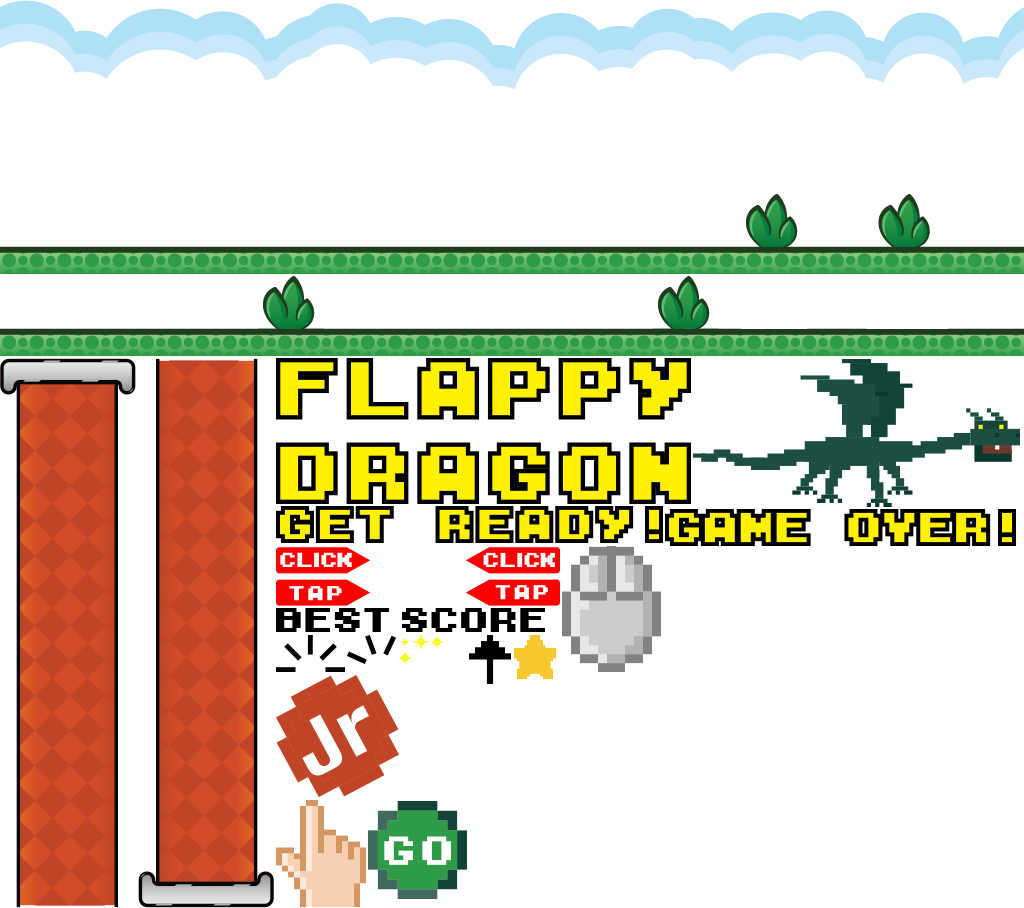 FLAPPY
DRAGON
GET READY!
GAME OVER!
CLICK
CLICK
TAP
TAP
BEST SCORE
Jr
GO